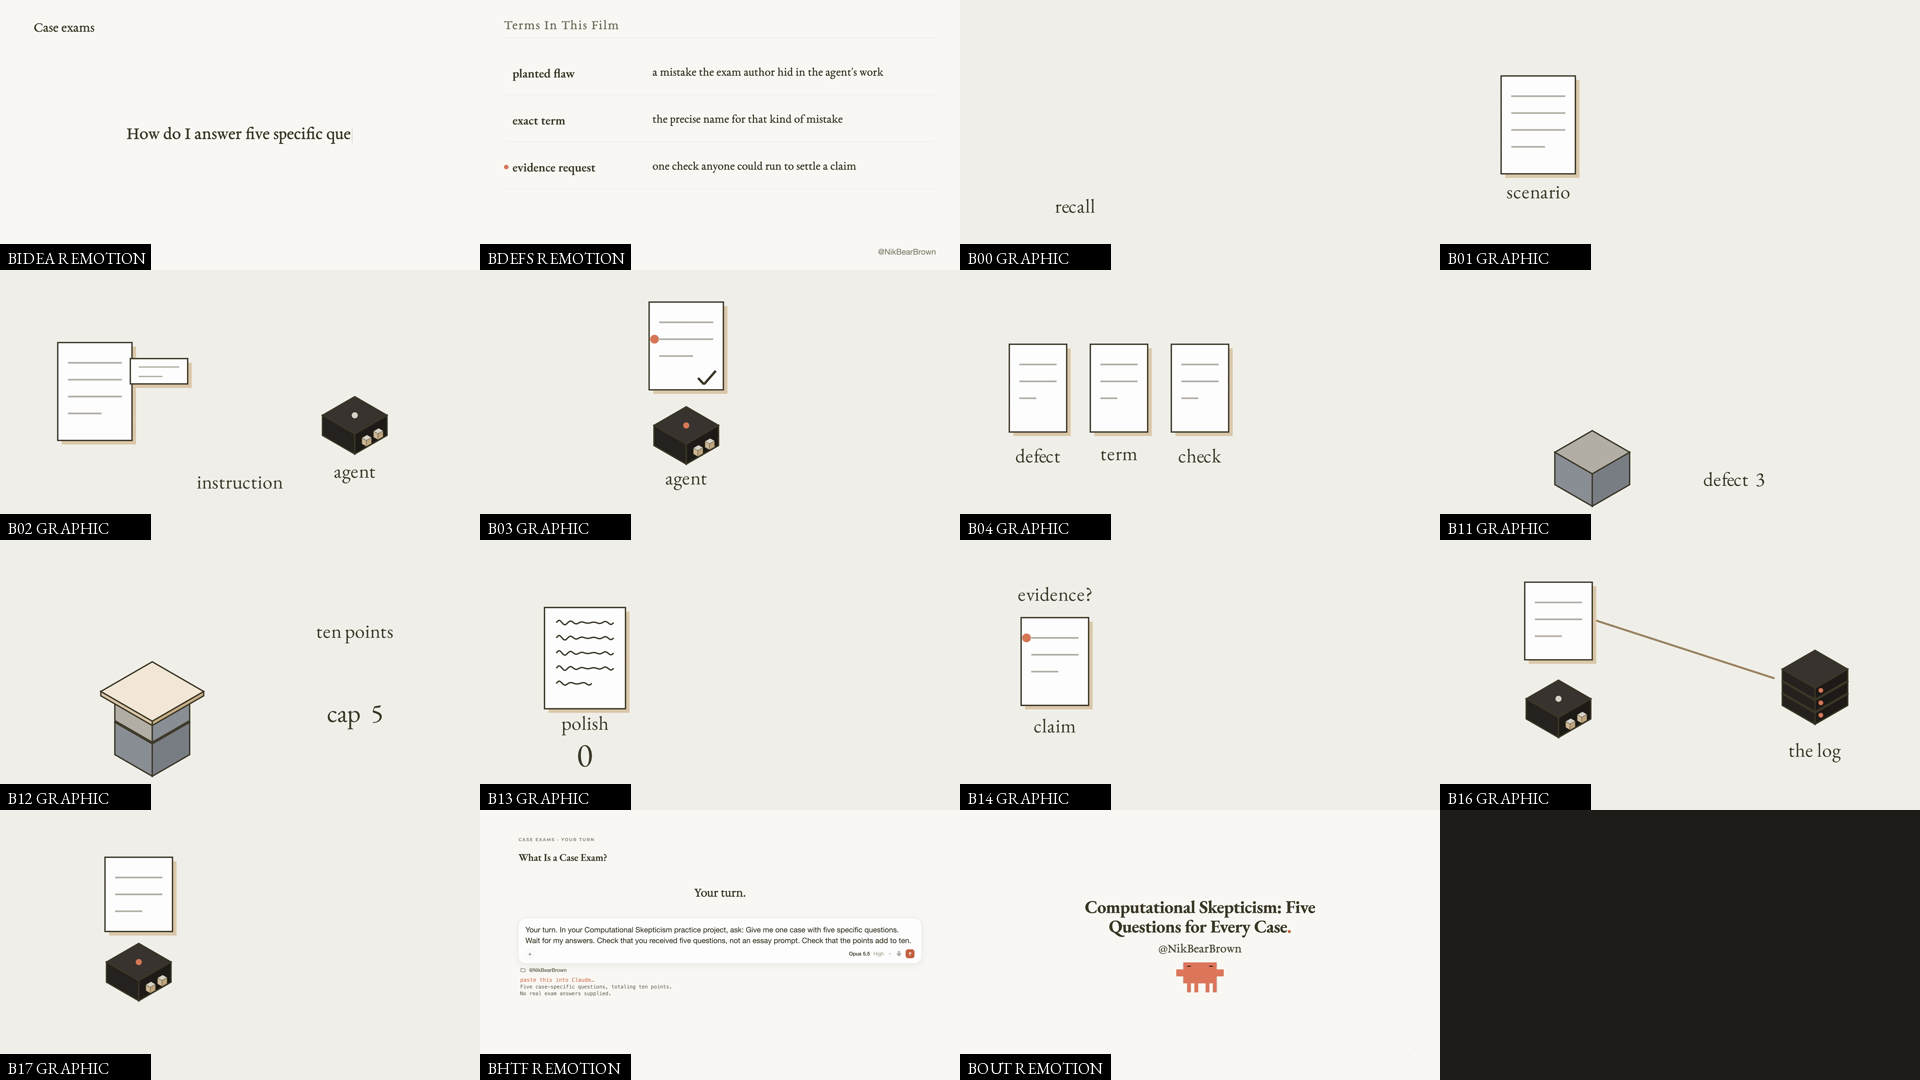 Case exams
How do I answer five specific que
BIDEA REMOTION
Terms In This Film
planted flaw
a mistake the exam author hid in the agent's work
exact term
the precise name for that kind of mistake
evidence request
one check anyone could run to settle a claim
@NikBearBrown
BDEFS REMOTION
recall
B00 GRAPHIC
scenario
B01 GRAPHIC
instruction
agent
B02 GRAPHIC
agent
B03 GRAPHIC
defect
term
check
B04 GRAPHIC
defect 3
B11 GRAPHIC
ten points
cap 5
B12 GRAPHIC
polish
0
B13 GRAPHIC
evidence?
claim
B14 GRAPHIC
the log
B16 GRAPHIC
B17 GRAPHIC
CASE EXAMS · YOUR TURN
What Is a Case Exam?
Your turn.
Your turn. In your Computational Skepticism practice project, ask: Give me one case with five specific questions.
Wait for my answers. Check that you received five questions, not an essay prompt. Check that the points add to ten.
Opus 5.5 High
@NikBearBrown
paste this into Claude…
Five case-specific questions, totaling ten points.
No real exam answers supplied.
BHTF REMOTION
Computational Skepticism: Five
Questions for Every Case.
@NikBearBrown
BOUT REMOTION